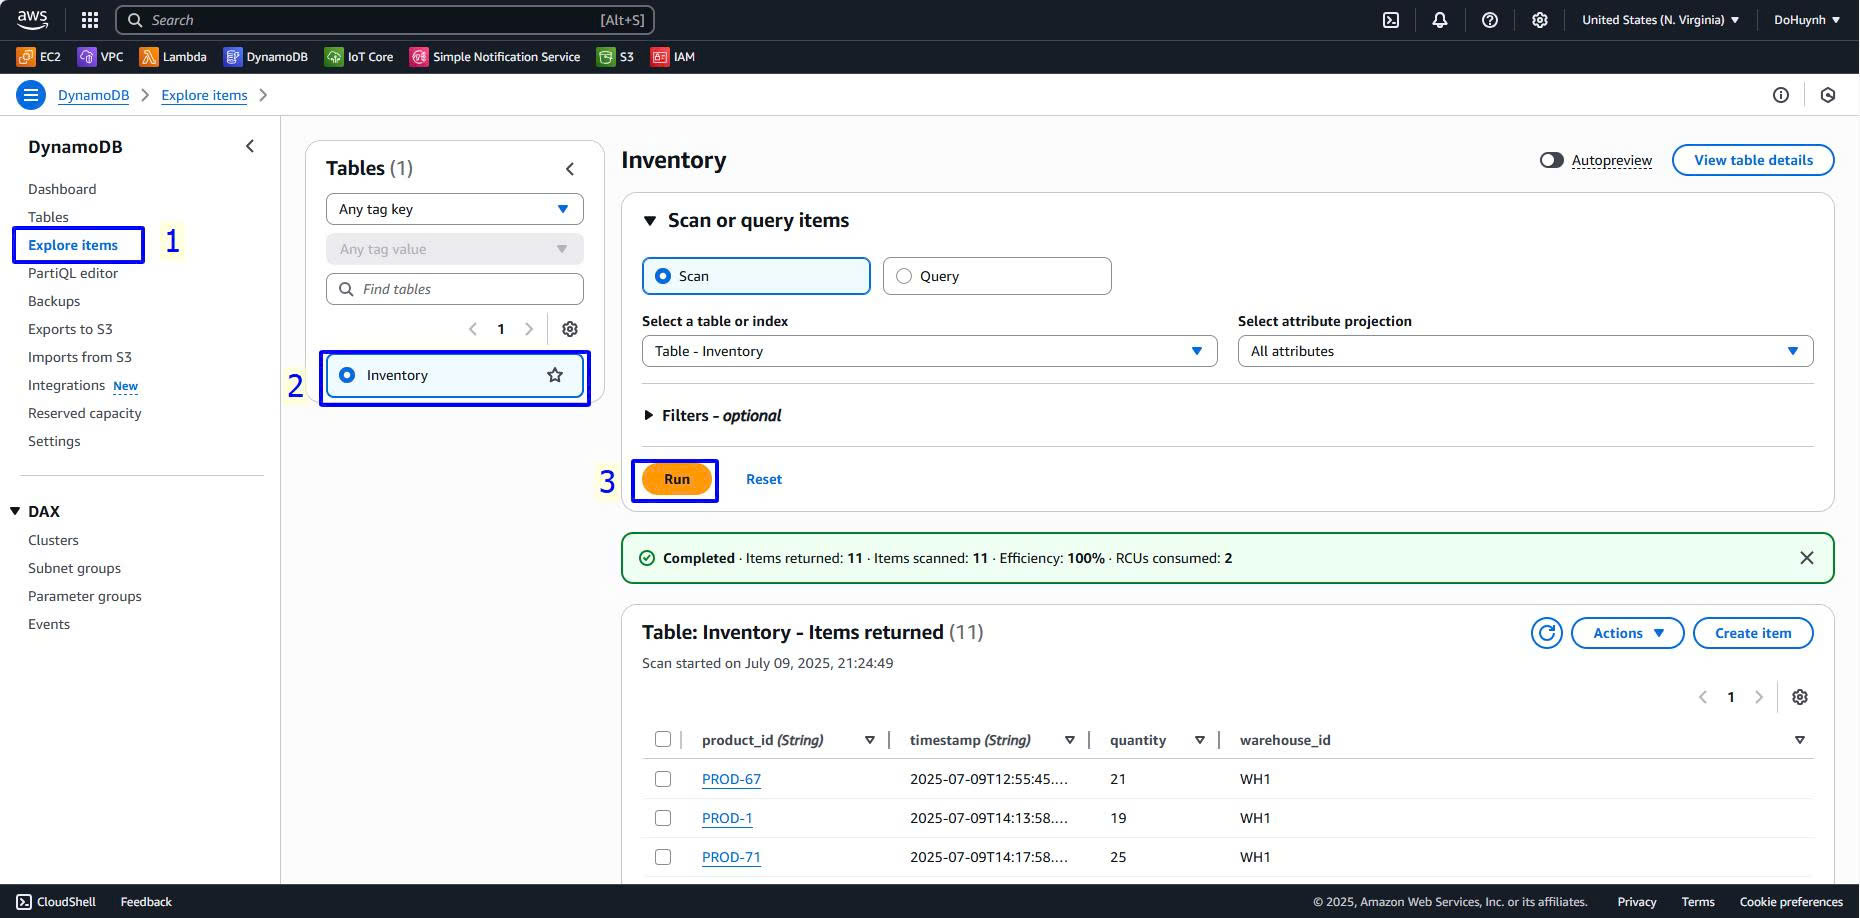 aws Search [Alt+S] United States (N. Virginia) DoHuynh
EC2 VPC Lambda DynamoDB IoT Core Simple Notification Service S3 IAM
DynamoDB Explore items
DynamoDB
Dashboard
Tables
Explore items 1
PartiQL editor
Backups
Exports to S3
Imports from S3
Integrations New
Reserved capacity
Settings
DAX
Clusters
Subnet groups
Parameter groups
Events
Tables (1)
Any tag key
Any tag value
Find tables
1
2 Inventory
Inventory Autopreview View table details
Scan or query items
Scan Query
Select a table or index Select attribute projection
Table - Inventory All attributes
Filters - optional
3 Run Reset
Completed · Items returned: 11 · Items scanned: 11 · Efficiency: 100% · RCUs consumed: 2
Table: Inventory - Items returned (11) Actions Create item
Scan started on July 09, 2025, 21:24:49
1
product_id (String) timestamp (String) quantity warehouse_id
PROD-67 2025-07-09T12:55:45.... 21 WH1
PROD-1 2025-07-09T14:13:58.... 19 WH1
PROD-71 2025-07-09T14:17:58.... 25 WH1
CloudShell Feedback © 2025, Amazon Web Services, Inc. or its affiliates. Privacy Terms Cookie preferences